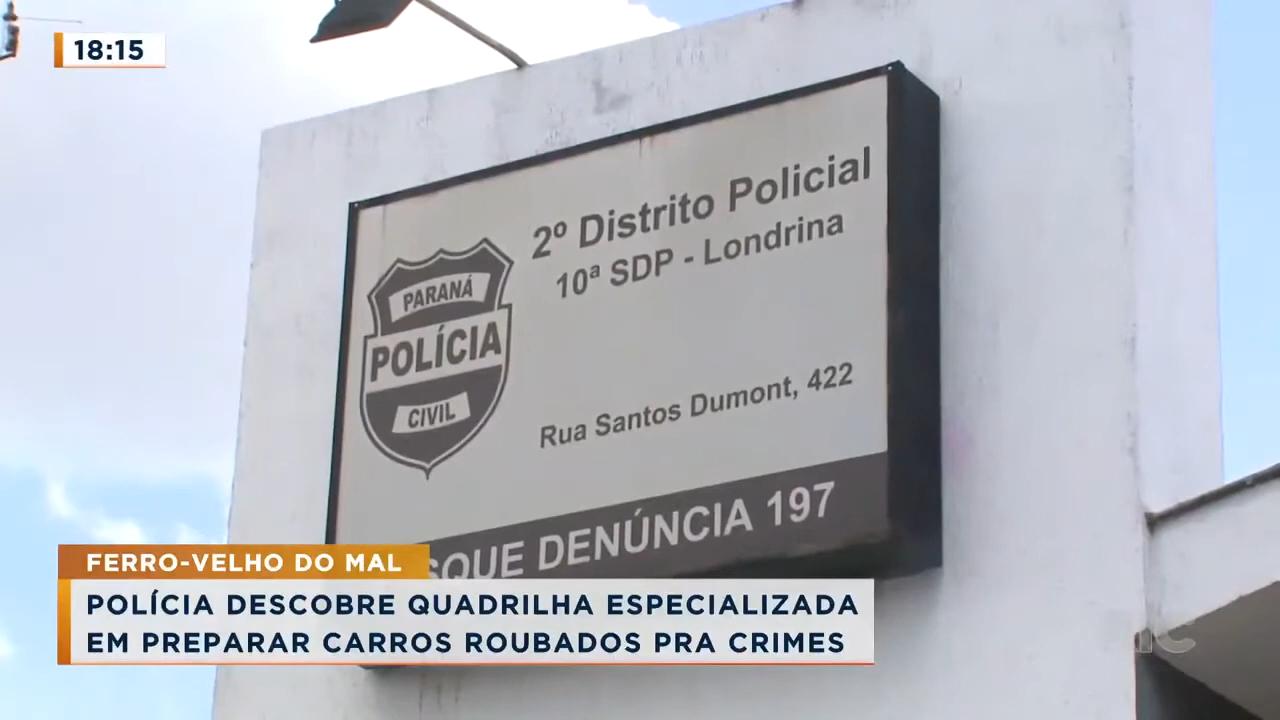 18:15
2º Distrito Policial
10ª SDP - Londrina
PARANÁ
POLÍCIA
CIVIL
Rua Santos Dumont, 422
DENÚNCIA 197
FERRO-VELHO DO MAL
POLÍCIA DESCOBRE QUADRILHA ESPECIALIZADA
EM PREPARAR CARROS ROUBADOS PRA CRIMES